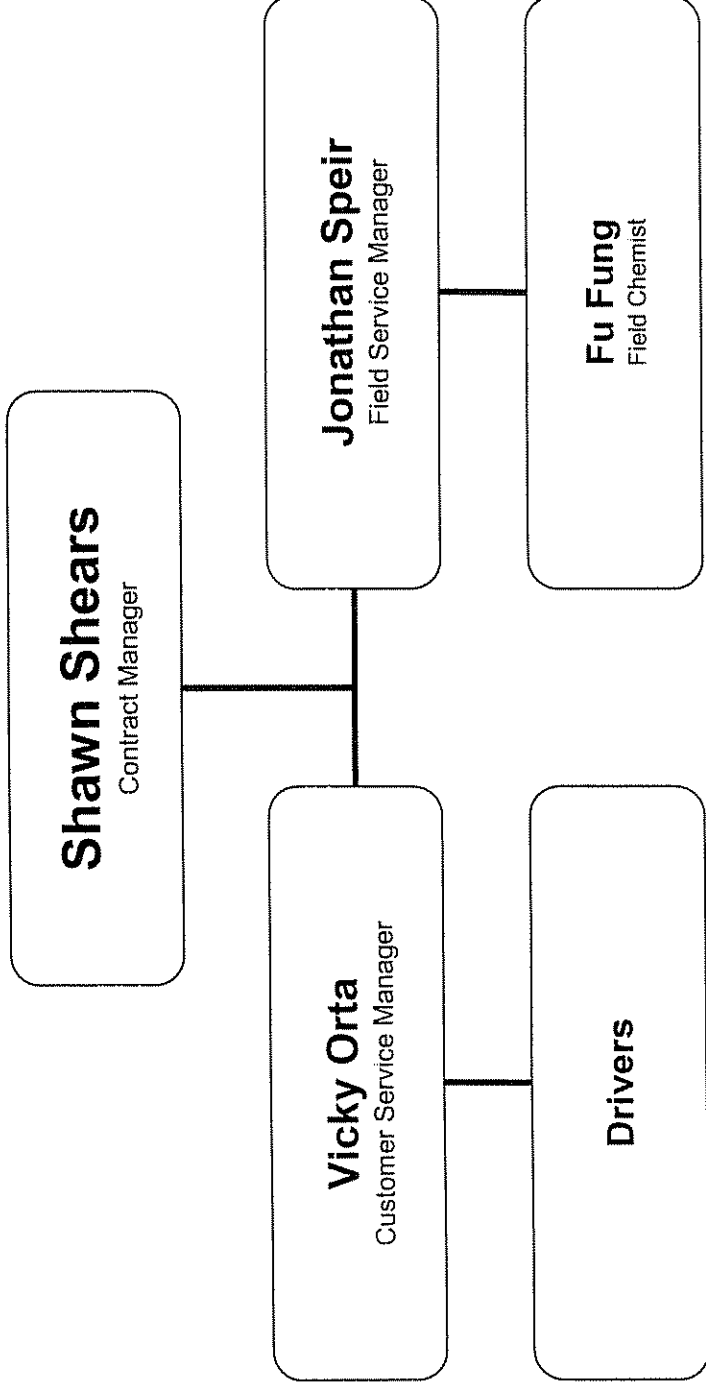 Shawn Shears
Contract Manager
Vicky Orta
Customer Service Manager
Jonathan Speir
Field Service Manager
Drivers
Fu Fung
Field Chemist